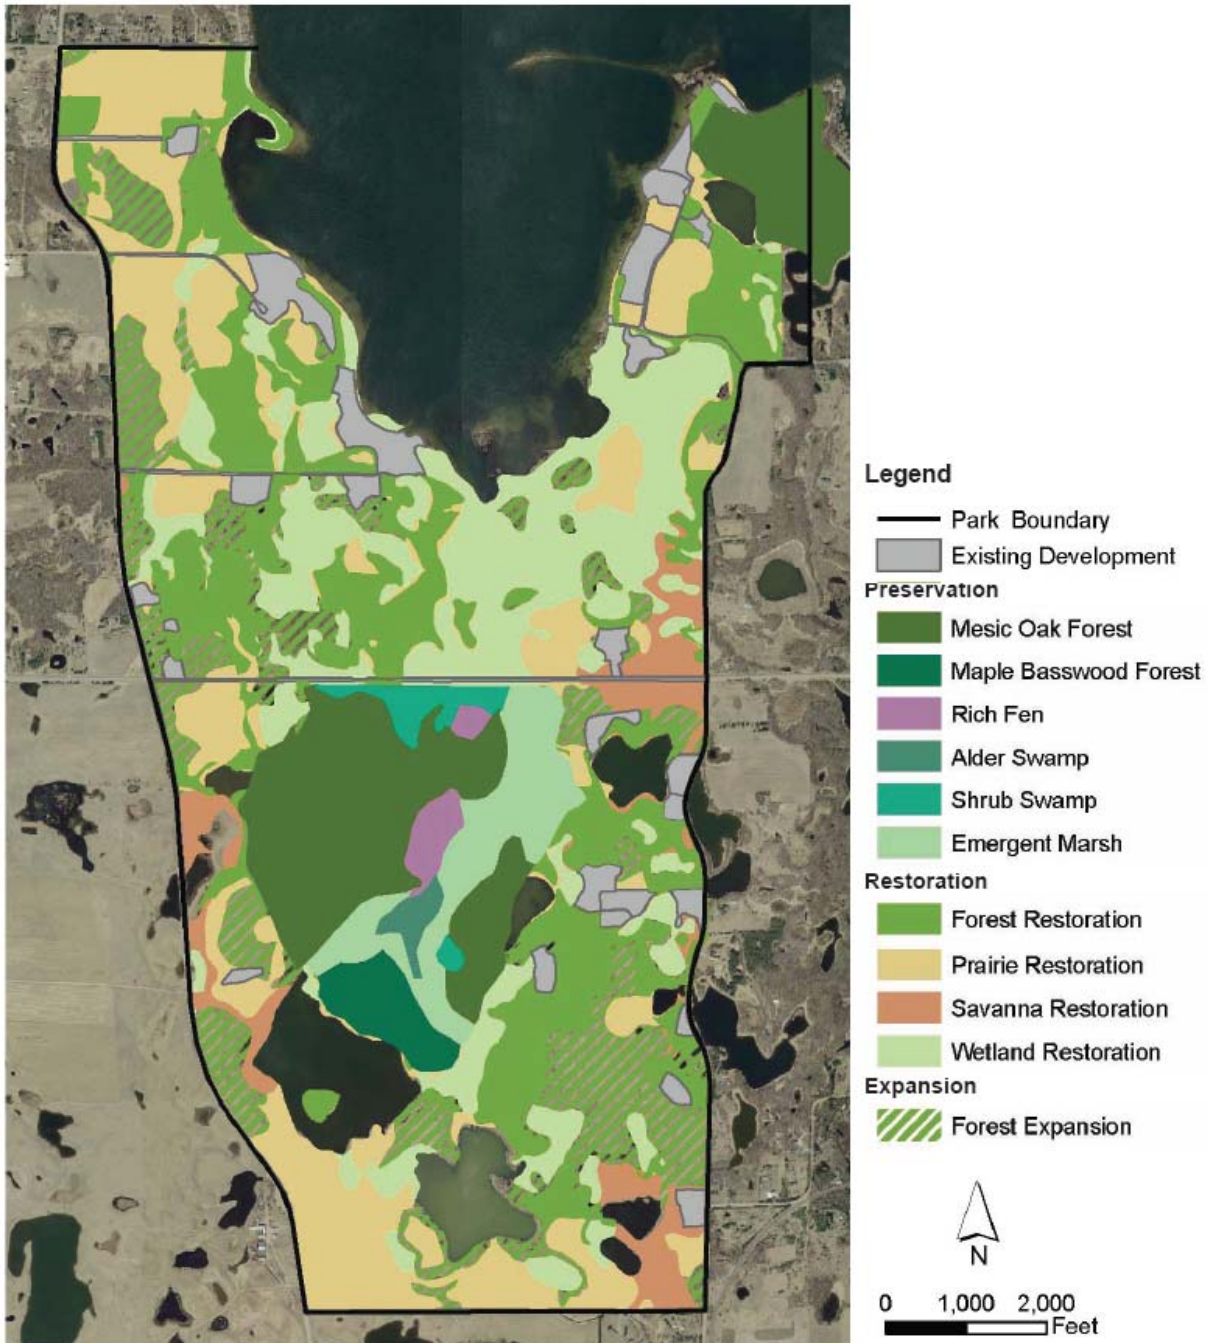 Legend
Park Boundary
Existing Development
Preservation
Mesic Oak Forest
Maple Basswood Forest
Rich Fen
Alder Swamp
Shrub Swamp
Emergent Marsh
Restoration
Forest Restoration
Prairie Restoration
Savanna Restoration
Wetland Restoration
Expansion
Forest Expansion
N
0 1,000 2,000
Feet